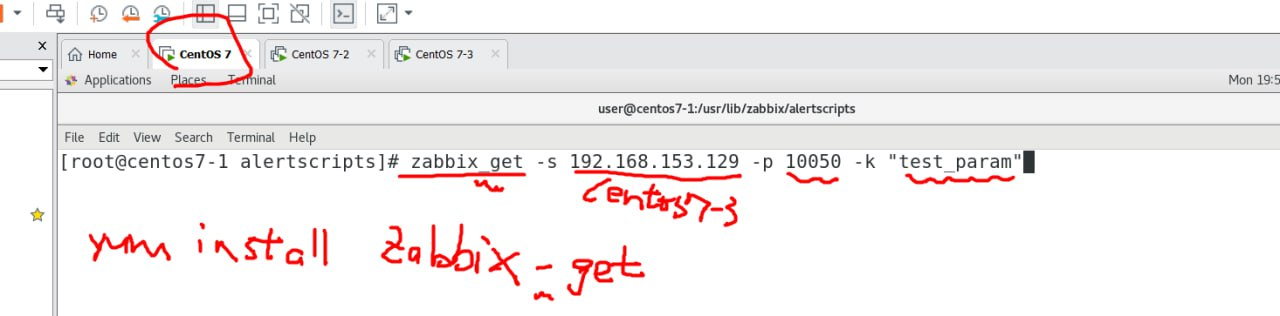 Home CentOS 7 CentOS 7-2 CentOS 7-3
Applications Places Terminal Mon 19:5
user@centos7-1:/usr/lib/zabbix/alertscripts
File Edit View Search Terminal Help
[root@centos7-1 alertscripts]# zabbix_get -s 192.168.153.129 -p 10050 -k "test_param"
Centos7-3
yum install zabbix-get